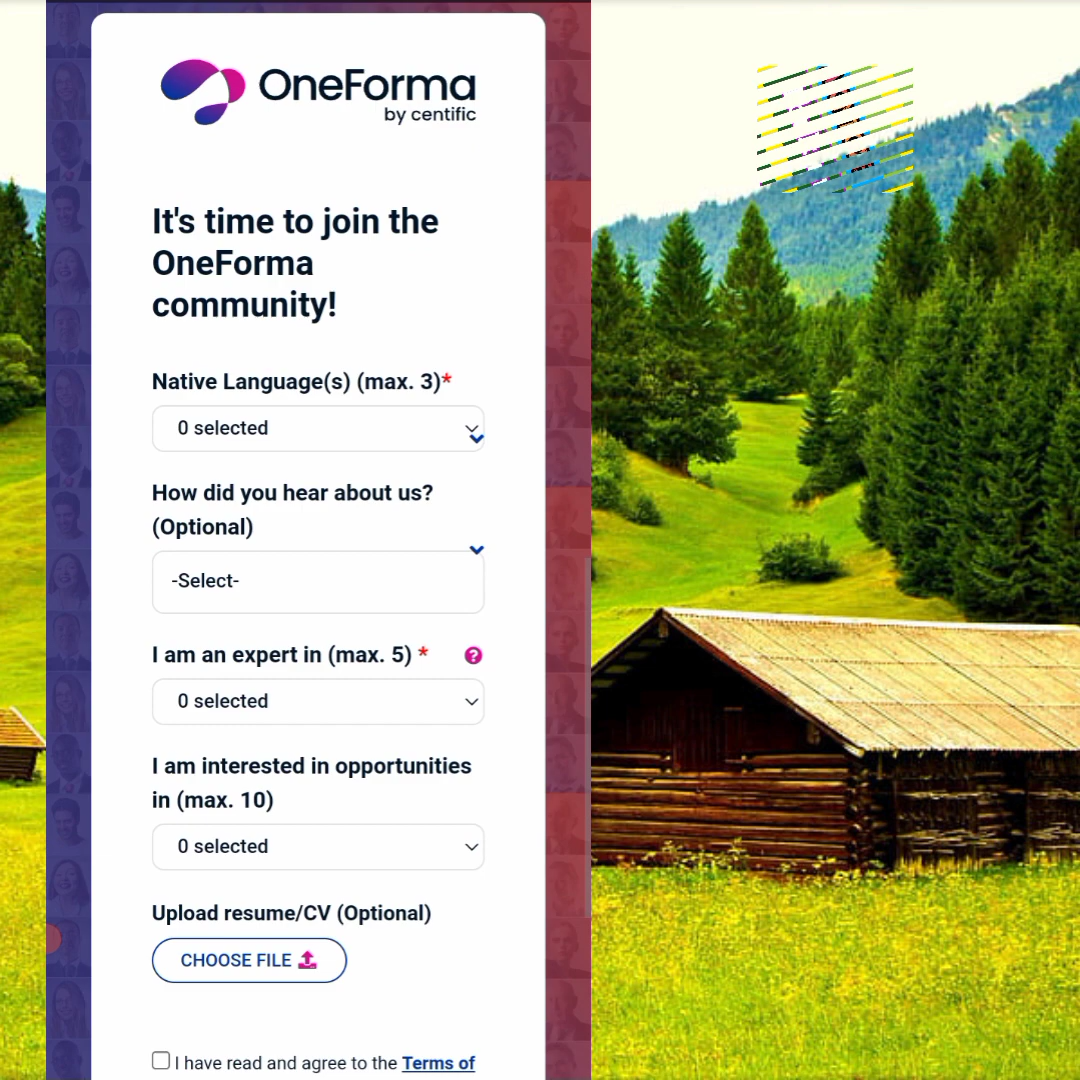 OneForma
by centific
It's time to join the
OneForma
community!
Native Language(s) (max. 3)*
0 selected
How did you hear about us?
(Optional)
-Select-
I am an expert in (max. 5) *
?
0 selected
I am interested in opportunities
in (max. 10)
0 selected
Upload resume/CV (Optional)
CHOOSE FILE
I have read and agree to the Terms of